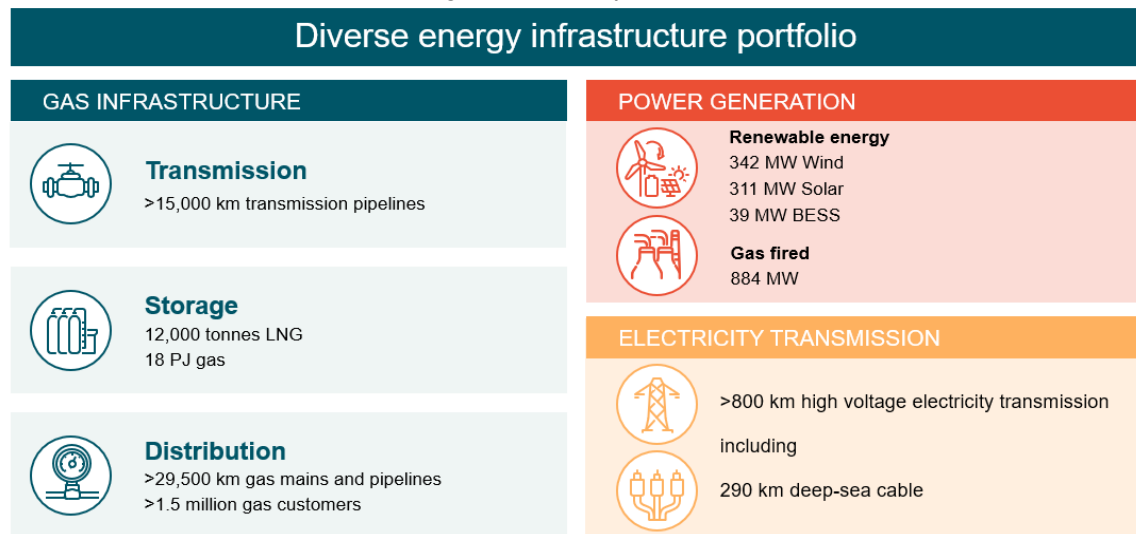 Diverse energy infrastructure portfolio
GAS INFRASTRUCTURE
Transmission
>15,000 km transmission pipelines
Storage
12,000 tonnes LNG
18 PJ gas
Distribution
>29,500 km gas mains and pipelines
>1.5 million gas customers
POWER GENERATION
Renewable energy
342 MW Wind
311 MW Solar
39 MW BESS
Gas fired
884 MW
ELECTRICITY TRANSMISSION
>800 km high voltage electricity transmission
including
290 km deep-sea cable